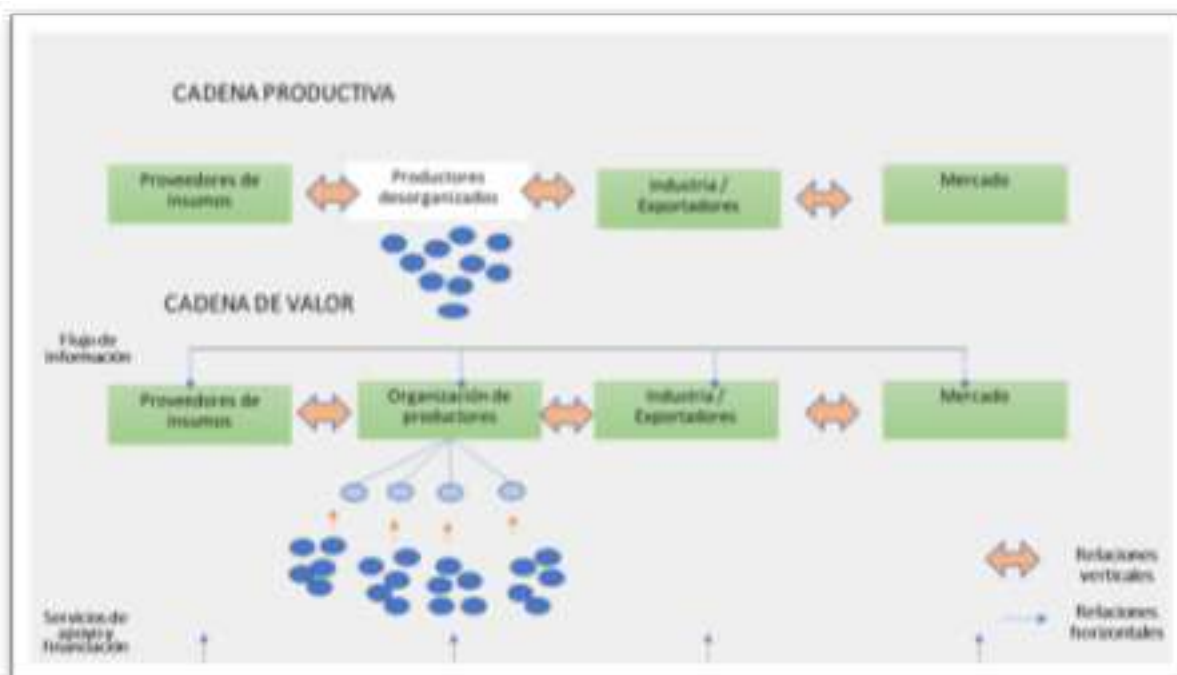 CADENA PRODUCTIVA
Proveedores de
insumos
Productores
desorganizados
Industria /
Exportadores
Mercado
CADENA DE VALOR
Flujo de
información
Proveedores de
insumos
Organización de
productores
Industria /
Exportadores
Mercado
Relaciones
verticales
Relaciones
horizontales
Servicios de
apoyo y
financiación